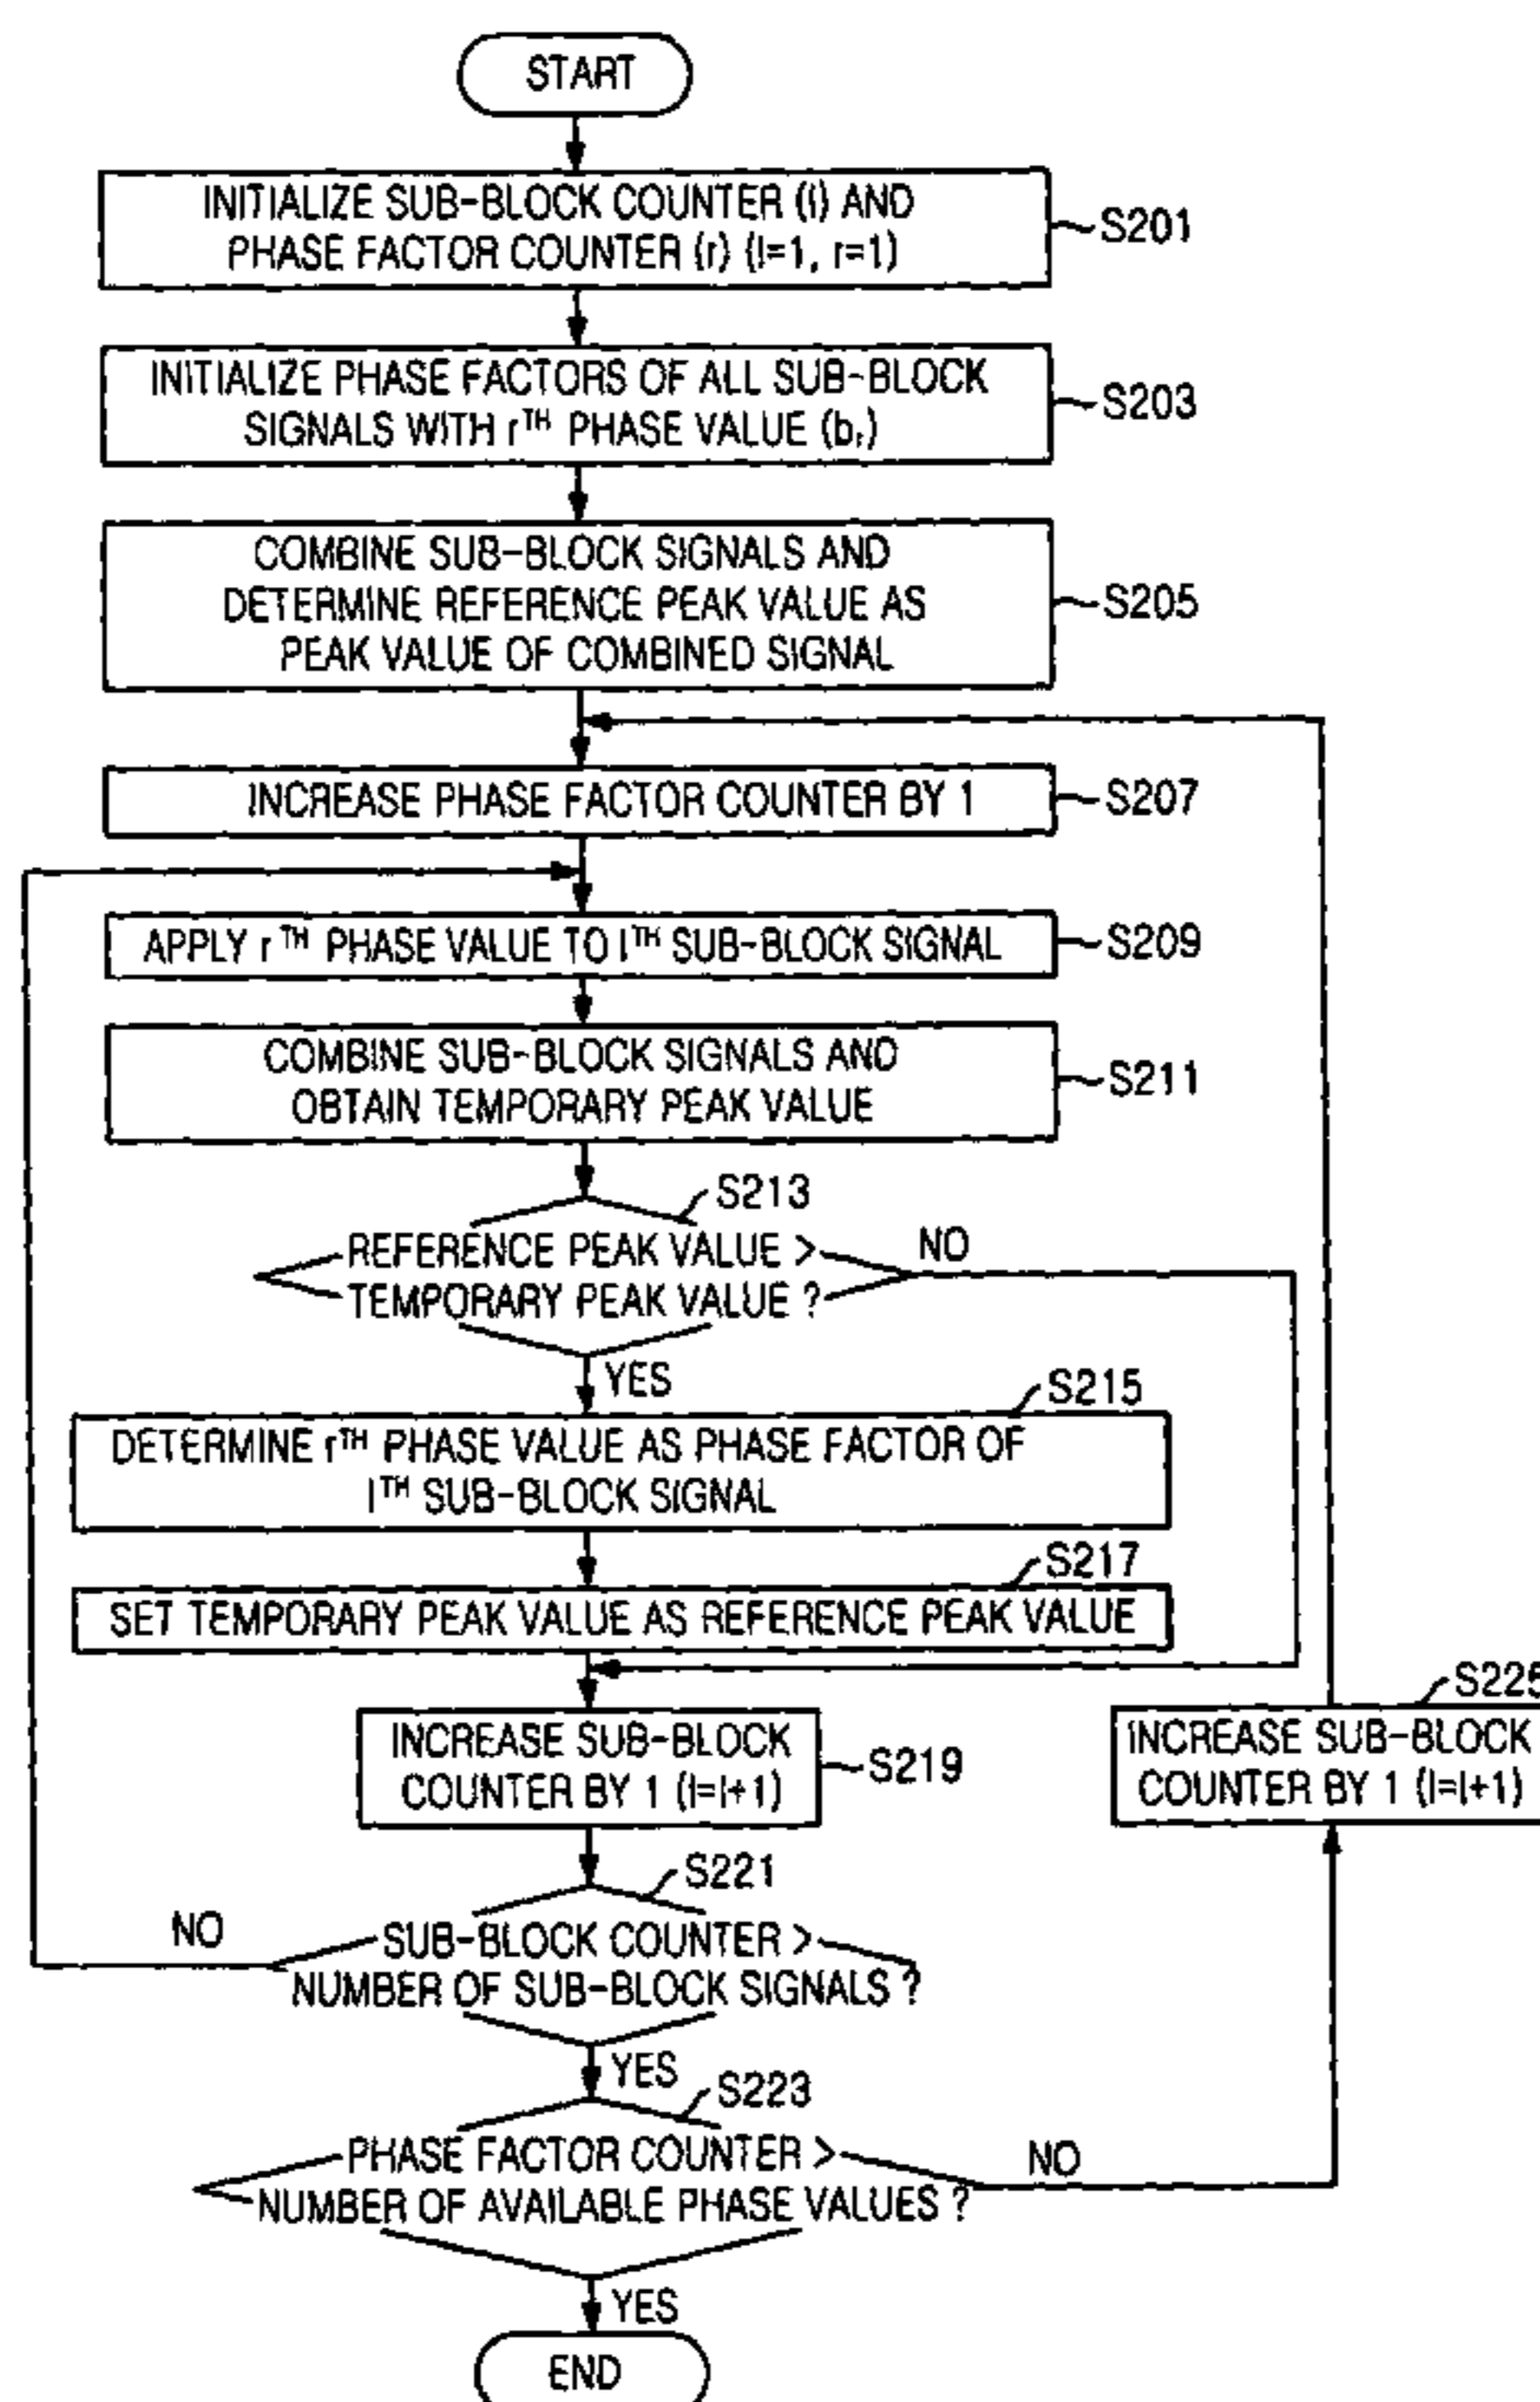 START
INITIALIZE SUB-BLOCK COUNTER (l) AND
PHASE FACTOR COUNTER (r) (l=1, r=1)
S201
INITIALIZE PHASE FACTORS OF ALL SUB-BLOCK
SIGNALS WITH rTH PHASE VALUE (br)
S203
COMBINE SUB-BLOCK SIGNALS AND
DETERMINE REFERENCE PEAK VALUE AS
PEAK VALUE OF COMBINED SIGNAL
S205
INCREASE PHASE FACTOR COUNTER BY 1
S207
APPLY rTH PHASE VALUE TO lTH SUB-BLOCK SIGNAL
S209
COMBINE SUB-BLOCK SIGNALS AND
OBTAIN TEMPORARY PEAK VALUE
S211
S213
REFERENCE PEAK VALUE >
TEMPORARY PEAK VALUE ?
NO
YES
S215
DETERMINE rTH PHASE VALUE AS PHASE FACTOR OF
lTH SUB-BLOCK SIGNAL
S217
SET TEMPORARY PEAK VALUE AS REFERENCE PEAK VALUE
INCREASE SUB-BLOCK
COUNTER BY 1 (l=l+1)
S219
S225
INCREASE SUB-BLOCK
COUNTER BY 1 (l=l+1)
S221
NO
SUB-BLOCK COUNTER >
NUMBER OF SUB-BLOCK SIGNALS ?
YES
S223
PHASE FACTOR COUNTER >
NUMBER OF AVAILABLE PHASE VALUES ?
NO
YES
END